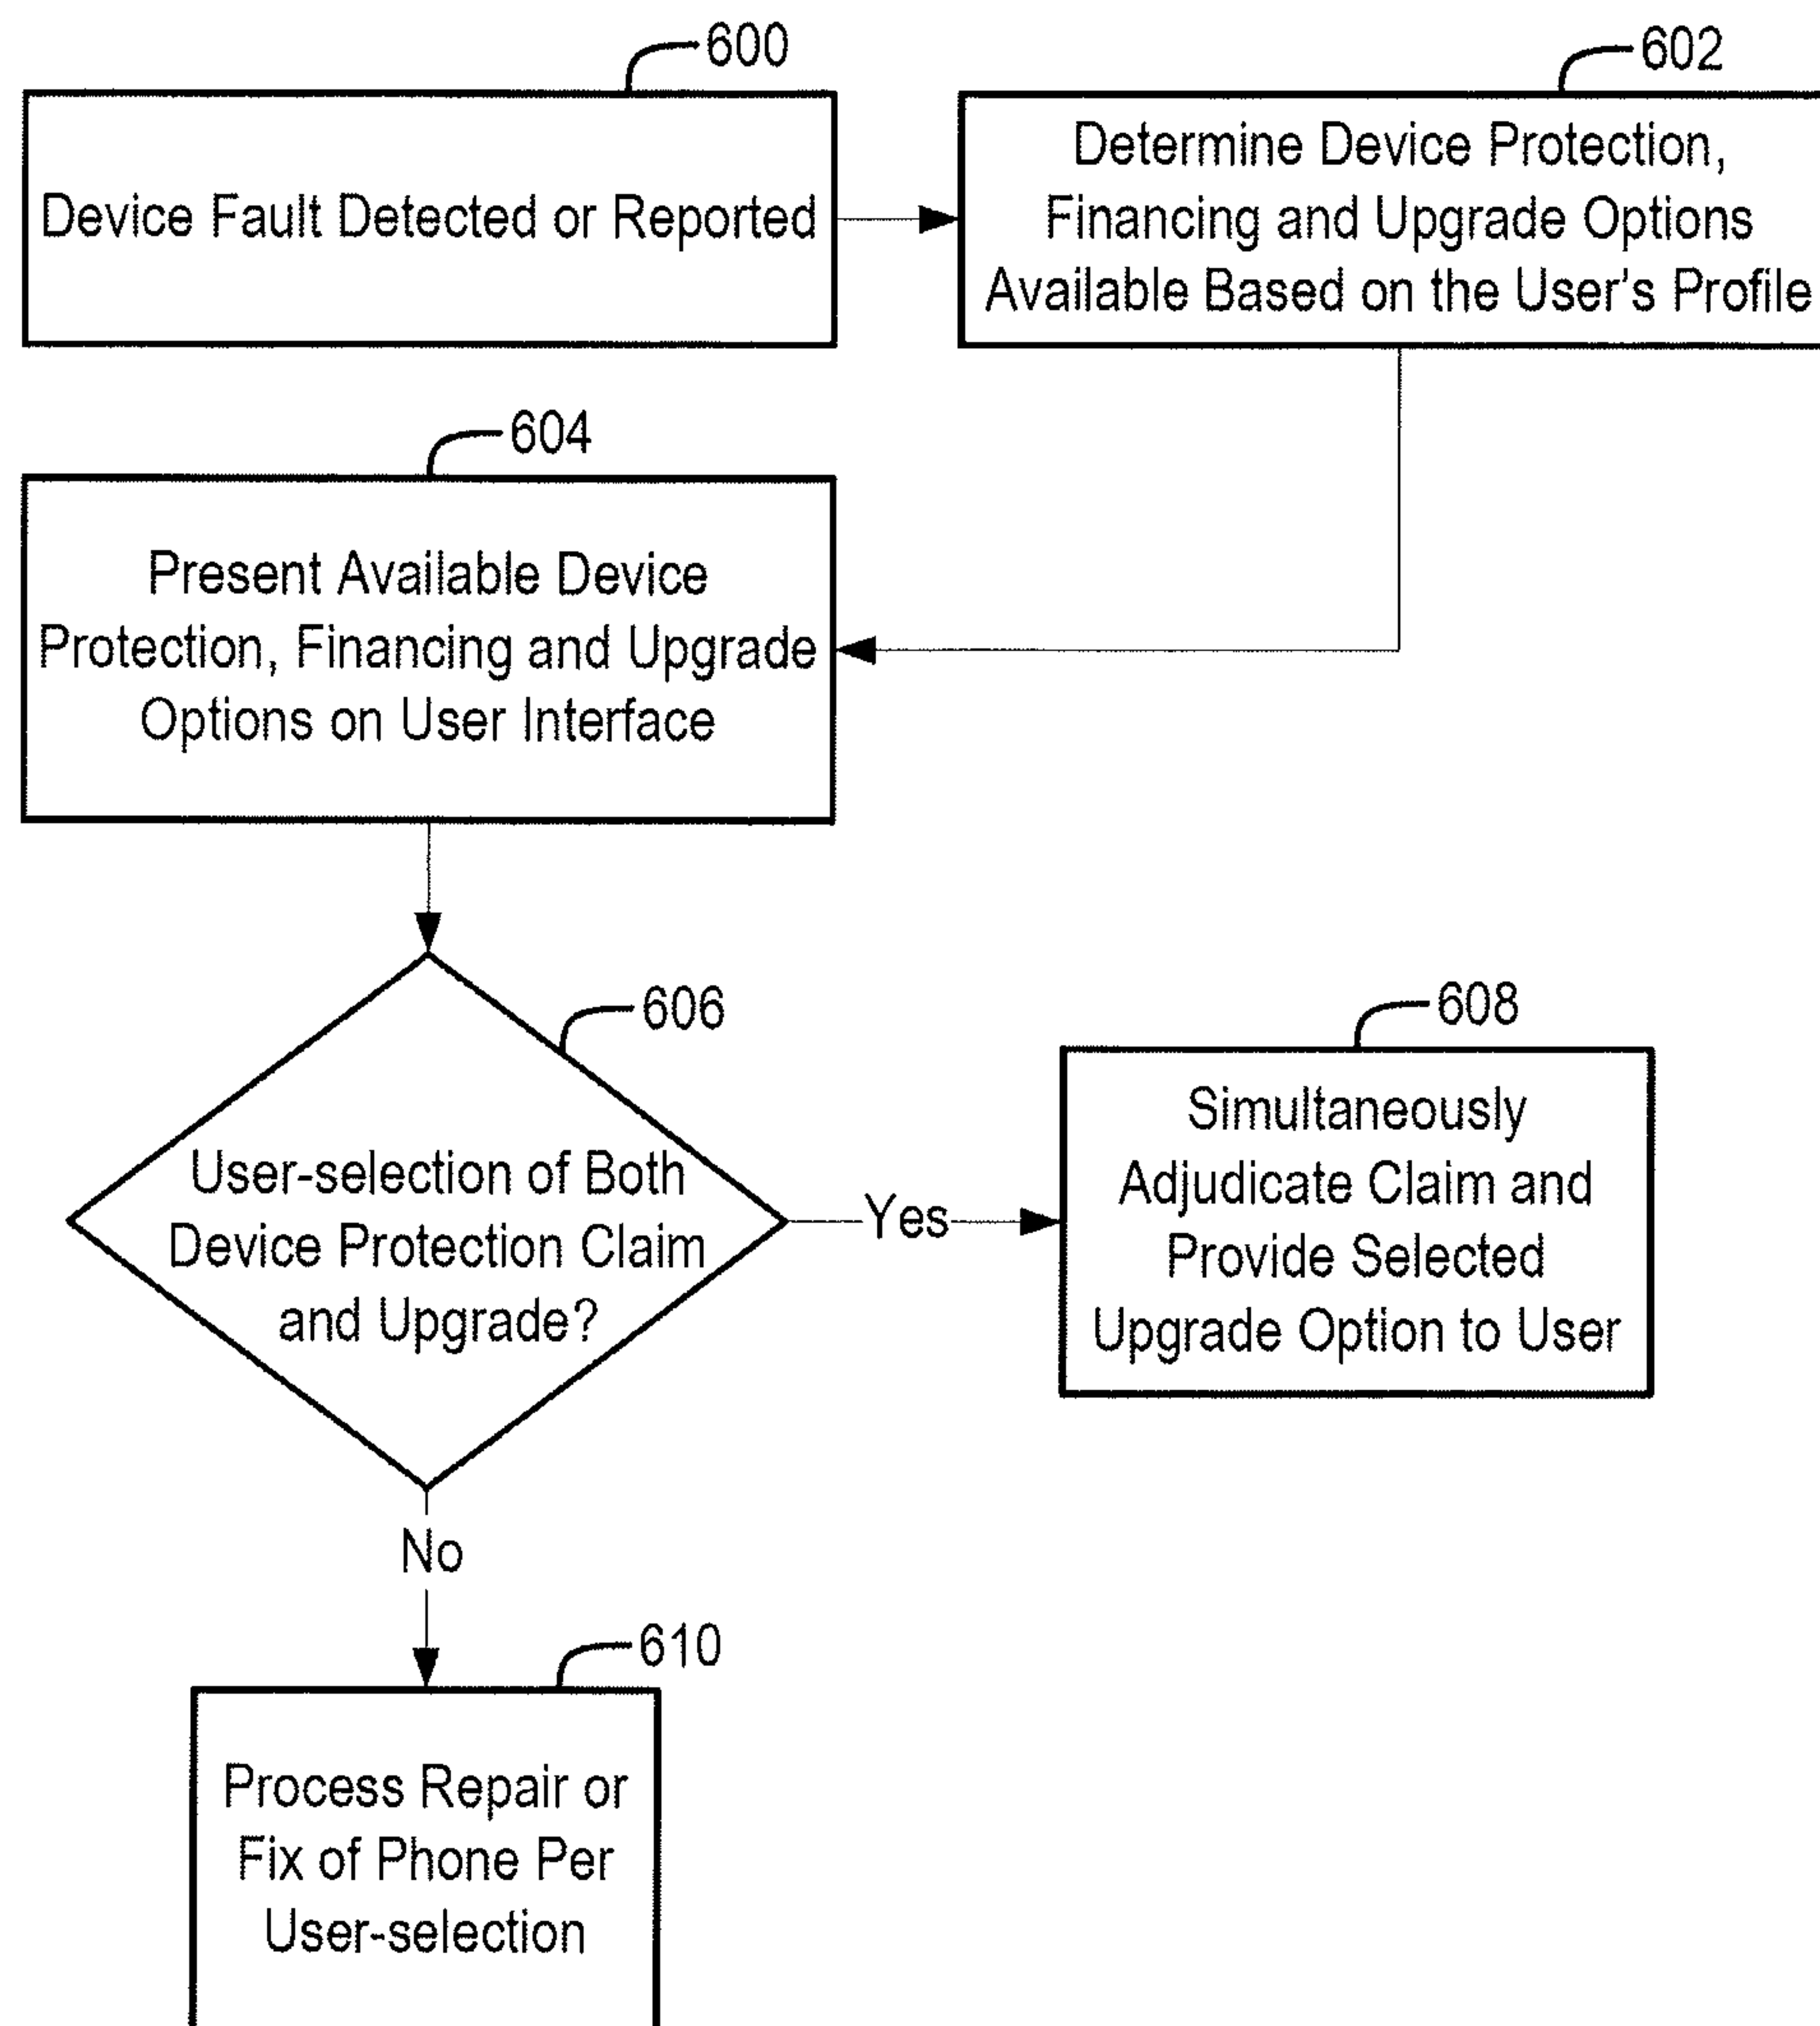 600
Device Fault Detected or Reported
602
Determine Device Protection,
Financing and Upgrade Options
Available Based on the User's Profile
604
Present Available Device
Protection, Financing and Upgrade
Options on User Interface
606
User-selection of Both
Device Protection Claim
and Upgrade?
Yes
608
Simultaneously
Adjudicate Claim and
Provide Selected
Upgrade Option to User
No
610
Process Repair or
Fix of Phone Per
User-selection